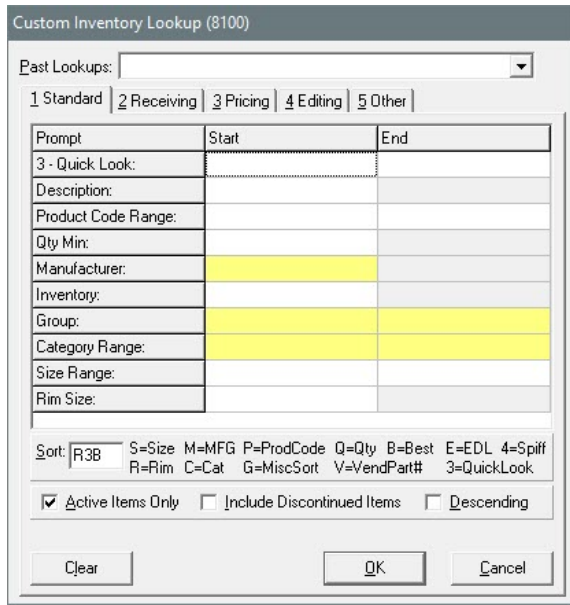 Custom Inventory Lookup (8100)
Past Lookups:
1 Standard 2 Receiving 3 Pricing 4 Editing 5 Other
Prompt Start End
3 - Quick Look:
Description:
Product Code Range:
Qty Min:
Manufacturer:
Inventory:
Group:
Category Range:
Size Range:
Rim Size:
Sort: R3B S=Size M=MFG P=ProdCode Q=Qty B=Best E=EDL 4=Spiff
R=Rim C=Cat G=MiscSort V=VendPart# 3=QuickLook
Active Items Only Include Discontinued Items Descending
Clear OK Cancel